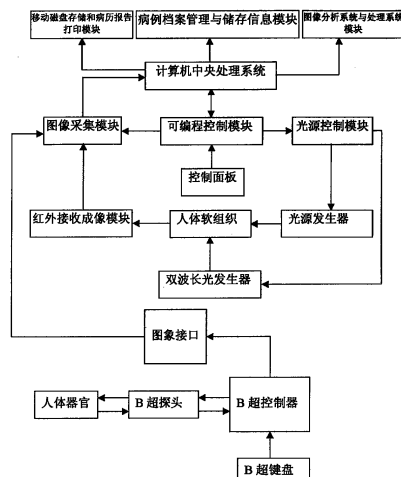 移动磁盘存储和病历报告
打印模块
病例档案管理与储存信息模块
图像分析系统与处理系统
模块
计算机中央处理系统
图像采集模块
可编程控制模块
光源控制模块
控制面板
红外接收成像模块
人体软组织
光源发生器
双波长光发生器
图象接口
人体器官
B 超探头
B 超控制器
B 超键盘